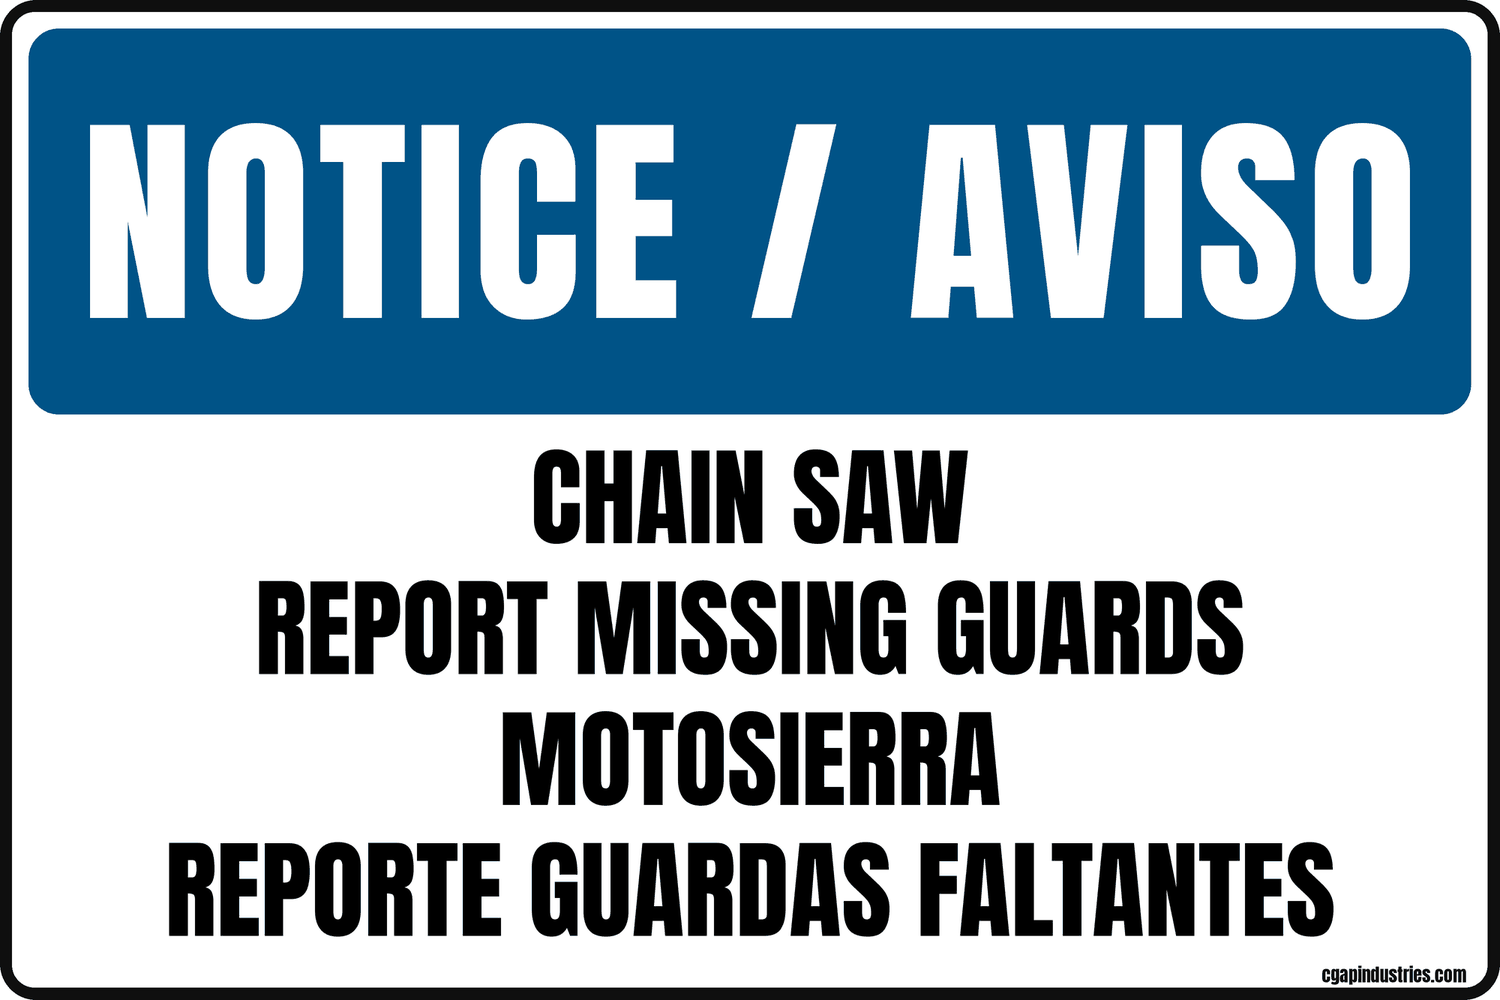 NOTICE / AVISO
CHAIN SAW
REPORT MISSING GUARDS
MOTOSIERRA
REPORTE GUARDAS FALTANTES
cgapindustries.com